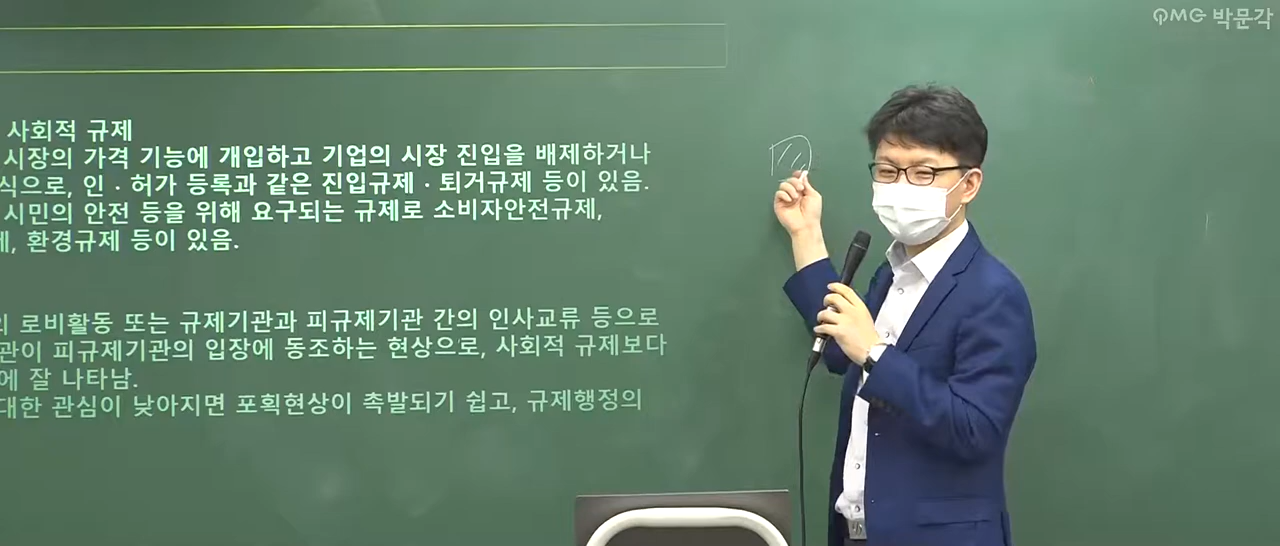 PMG 박문각
사회적 규제
시장의 가격 기능에 개입하고 기업의 시장 진입을 배제하거나
식으로, 인·허가 등록과 같은 진입규제·퇴거규제 등이 있음.
시민의 안전 등을 위해 요구되는 규제로 소비자안전규제,
제, 환경규제 등이 있음.
의 로비활동 또는 규제기관과 피규제기관 간의 인사교류 등으로
관이 피규제기관의 입장에 동조하는 현상으로, 사회적 규제보다
에 잘 나타남.
대한 관심이 낮아지면 포획현상이 촉발되기 쉽고, 규제행정의